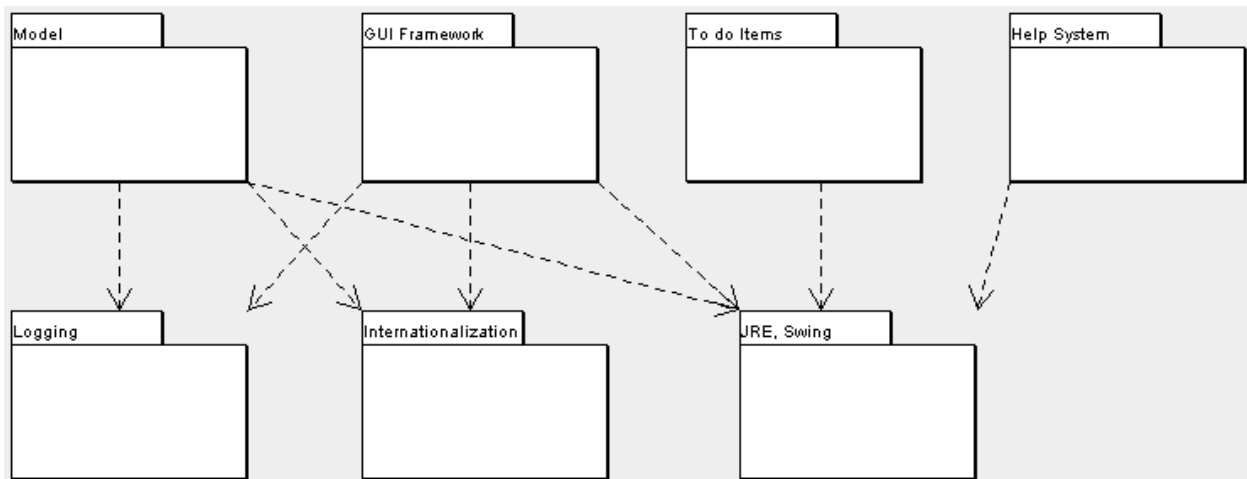 Model
GUI Framework
To do Items
Help System
Logging
Internationalization
JRE, Swing